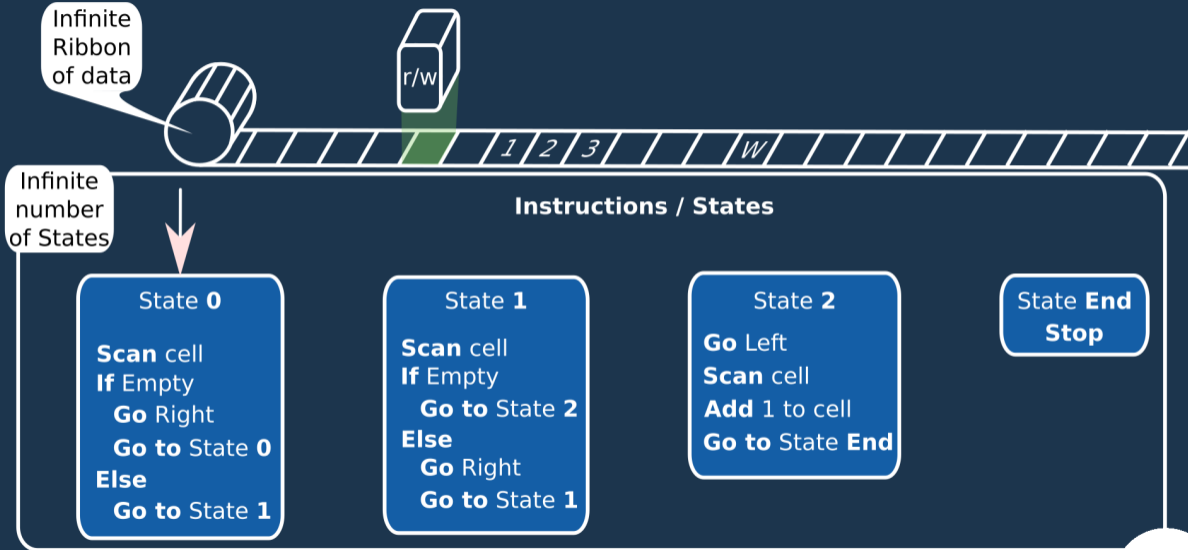 Infinite
Ribbon
of data
r/w
1 2 3 W
Infinite
number
of States
Instructions / States
State 0
Scan cell
If Empty
Go Right
Go to State 0
Else
Go to State 1
State 1
Scan cell
If Empty
Go to State 2
Else
Go Right
Go to State 1
State 2
Go Left
Scan cell
Add 1 to cell
Go to State End
State End
Stop